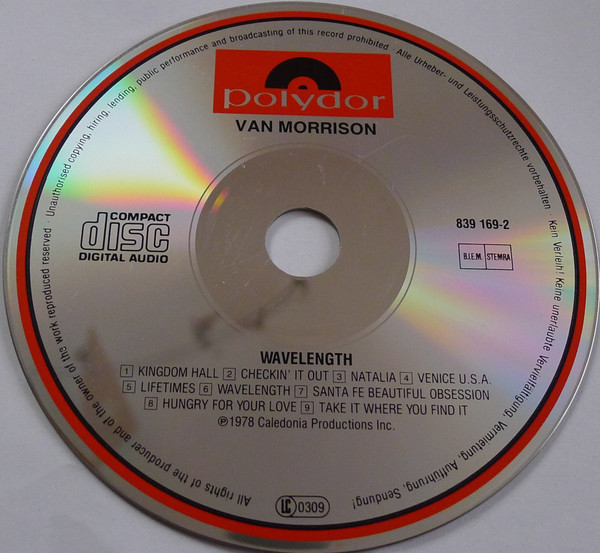 polydor
VAN MORRISON
COMPACT
disc
DIGITAL AUDIO
839 169-2
B.I.E.M. STEMRA
WAVELENGTH
1 KINGDOM HALL 2 CHECKIN' IT OUT 3 NATALIA 4 VENICE U.S.A.
5 LIFETIMES 6 WAVELENGTH 7 SANTA FE BEAUTIFUL OBSESSION
8 HUNGRY FOR YOUR LOVE 9 TAKE IT WHERE YOU FIND IT
℗1978 Caledonia Productions Inc.
LC 0309
All rights of the producer and of the owner of the work reproduced reserved · Unauthorised copying, hiring, lending, public performance and broadcasting of this record prohibited · Alle Urheber- und Leistungsschutzrechte vorbehalten · Kein Verleih! Keine unerlaubte Vervielfältigung, Vermietung, Aufführung, Sendung!